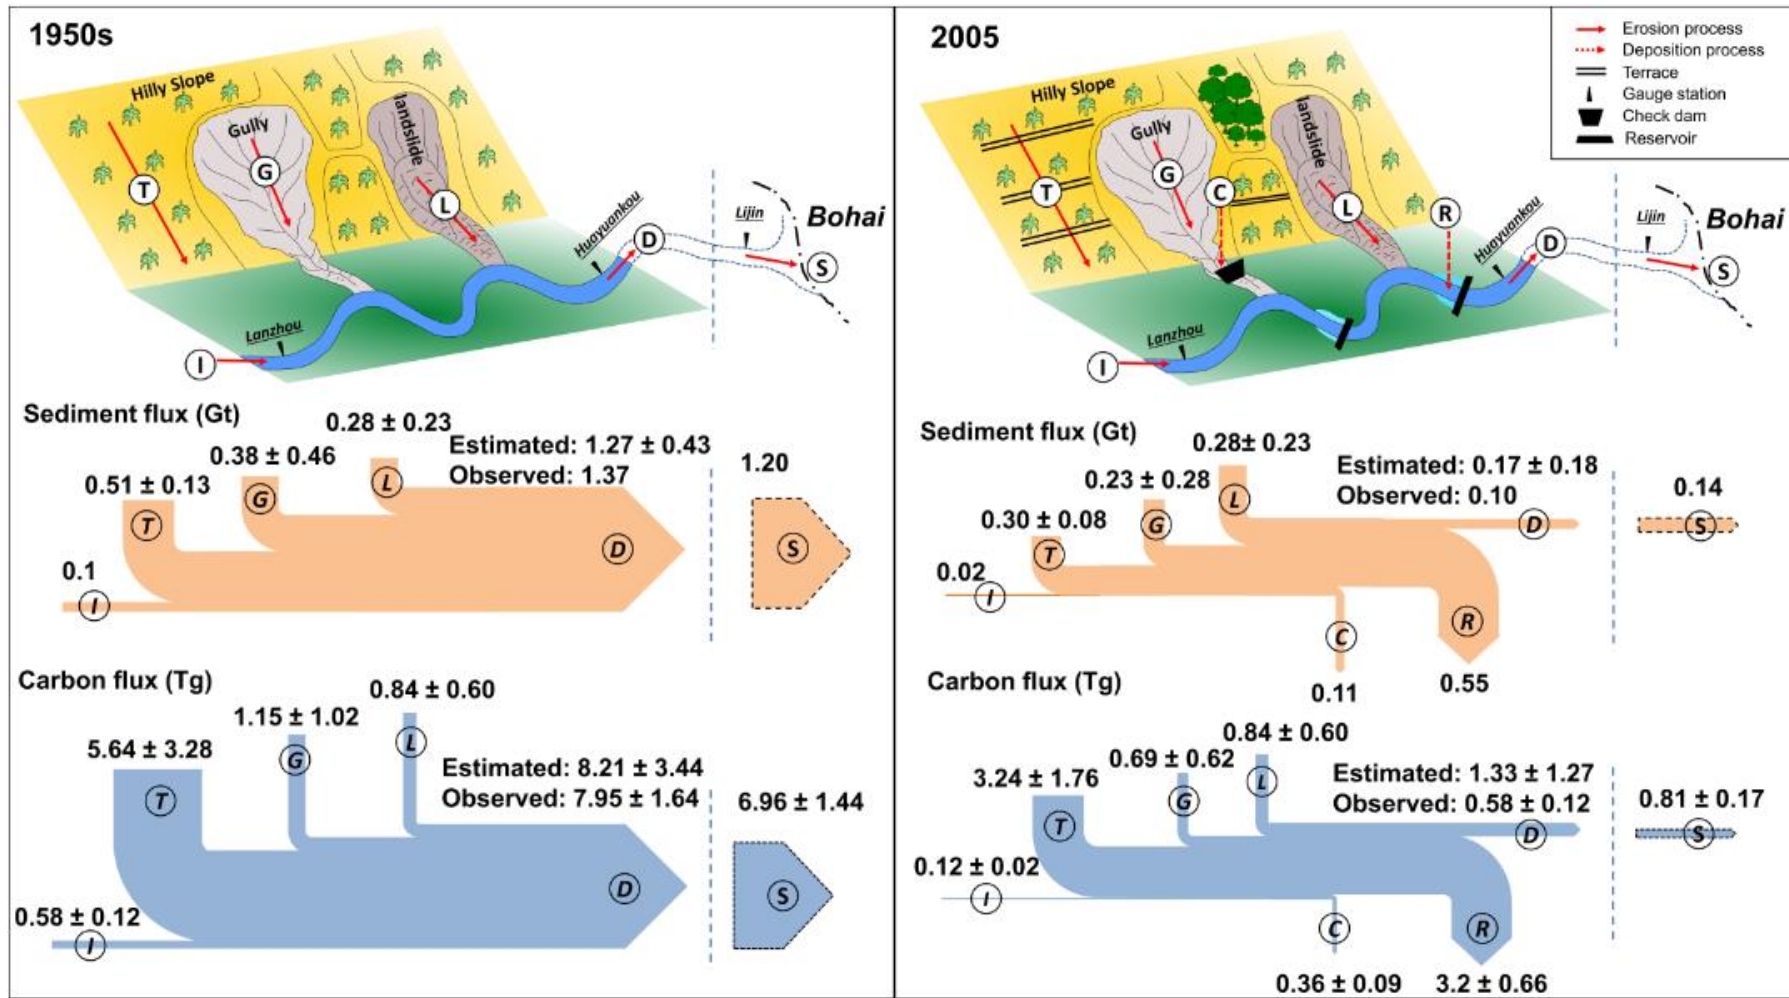 1950s
Hilly Slope
Gully
landslide
T
G
L
Huayuankou
D
Lijin
Bohai
S
Lanzhou
I
Sediment flux (Gt)
0.28 ± 0.23
0.38 ± 0.46
Estimated: 1.27 ± 0.43
Observed: 1.37
1.20
0.51 ± 0.13
L
G
T
D
S
0.1
I
Carbon flux (Tg)
0.84 ± 0.60
1.15 ± 1.02
5.64 ± 3.28
L
G
Estimated: 8.21 ± 3.44
Observed: 7.95 ± 1.64
6.96 ± 1.44
T
D
S
0.58 ± 0.12
I
2005
Erosion process
Deposition process
Terrace
Gauge station
Check dam
Reservoir
Hilly Slope
Gully
landslide
T
G
C
L
R
Huayuankou
D
Lijin
Bohai
S
Lanzhou
I
Sediment flux (Gt)
0.28± 0.23
0.23 ± 0.28
Estimated: 0.17 ± 0.18
Observed: 0.10
0.14
0.30 ± 0.08
L
G
T
D
S
0.02
I
C
R
0.11
0.55
Carbon flux (Tg)
0.84 ± 0.60
0.69 ± 0.62
3.24 ± 1.76
Estimated: 1.33 ± 1.27
Observed: 0.58 ± 0.12
0.81 ± 0.17
L
G
T
D
S
0.12 ± 0.02
I
C
R
0.36 ± 0.09
3.2 ± 0.66